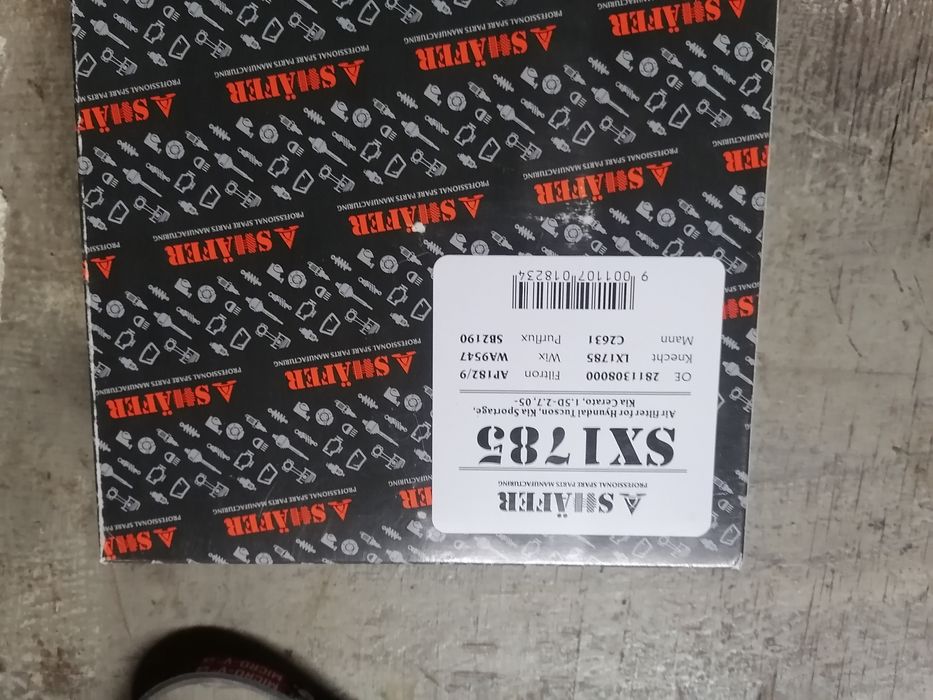 SHÄFER
PROFESSIONAL SPARE PARTS MANUFACTURING
SX1785
Air filter for Hyundai Tucson, Kia Sportage,
Kia Cerato, 1.5D-2.7, 05-
OE 2811308000 Filtron AP182/9
Knecht LX1785 Wix WA9547
Mann C2631 Purflux SB2190
9 001107 018234
SHÄFER
PROFESSIONAL SPARE PARTS MANUFACTURING
MICRO-V
MICRO-V